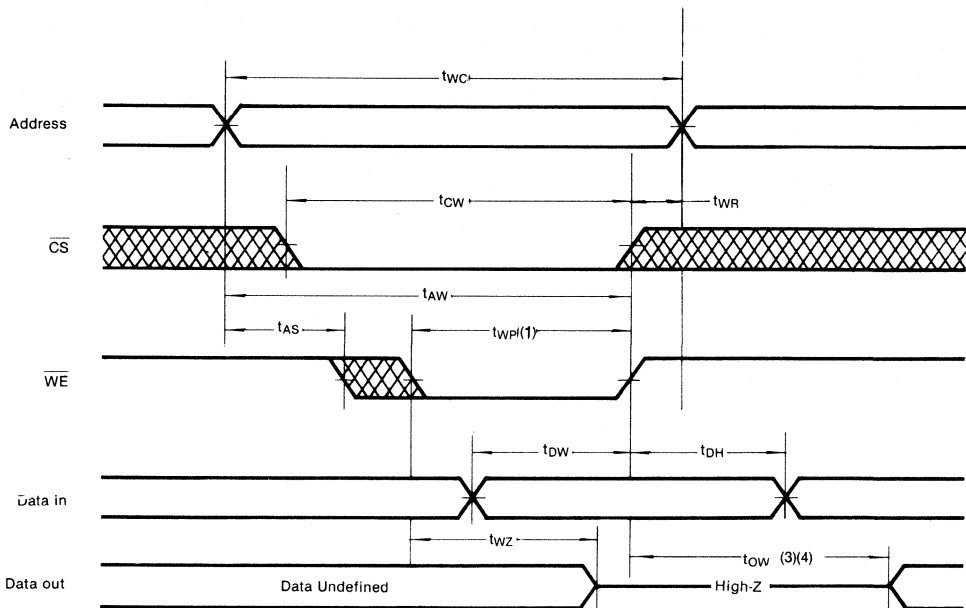 tWC
Address
tCW
tWR
CS
tAW
tAS
tWP(1)
WE
tDW
tDH
Data in
tWZ
tOW (3)(4)
Data out
Data Undefined
High-Z